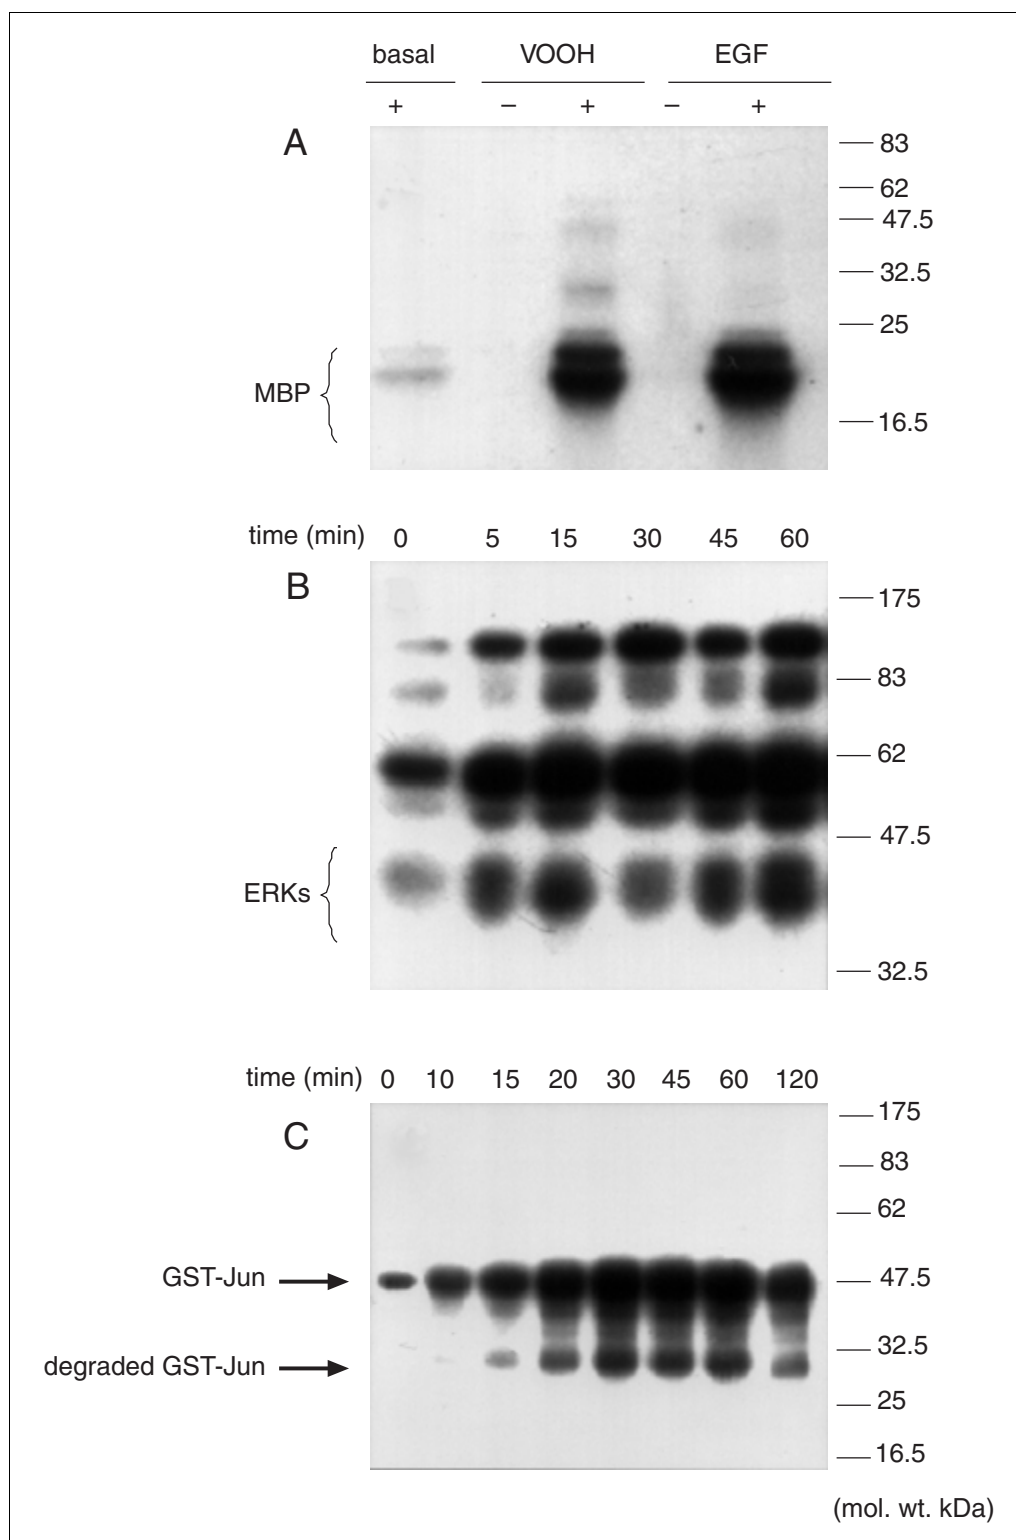 basal VOOH EGF
+ – + – +
A
83
62
47.5
32.5
25
MBP
16.5
time (min) 0 5 15 30 45 60
B
175
83
62
47.5
ERKs
32.5
time (min) 0 10 15 20 30 45 60 120
C
175
83
62
GST-Jun 47.5
32.5
degraded GST-Jun
25
16.5
(mol. wt. kDa)